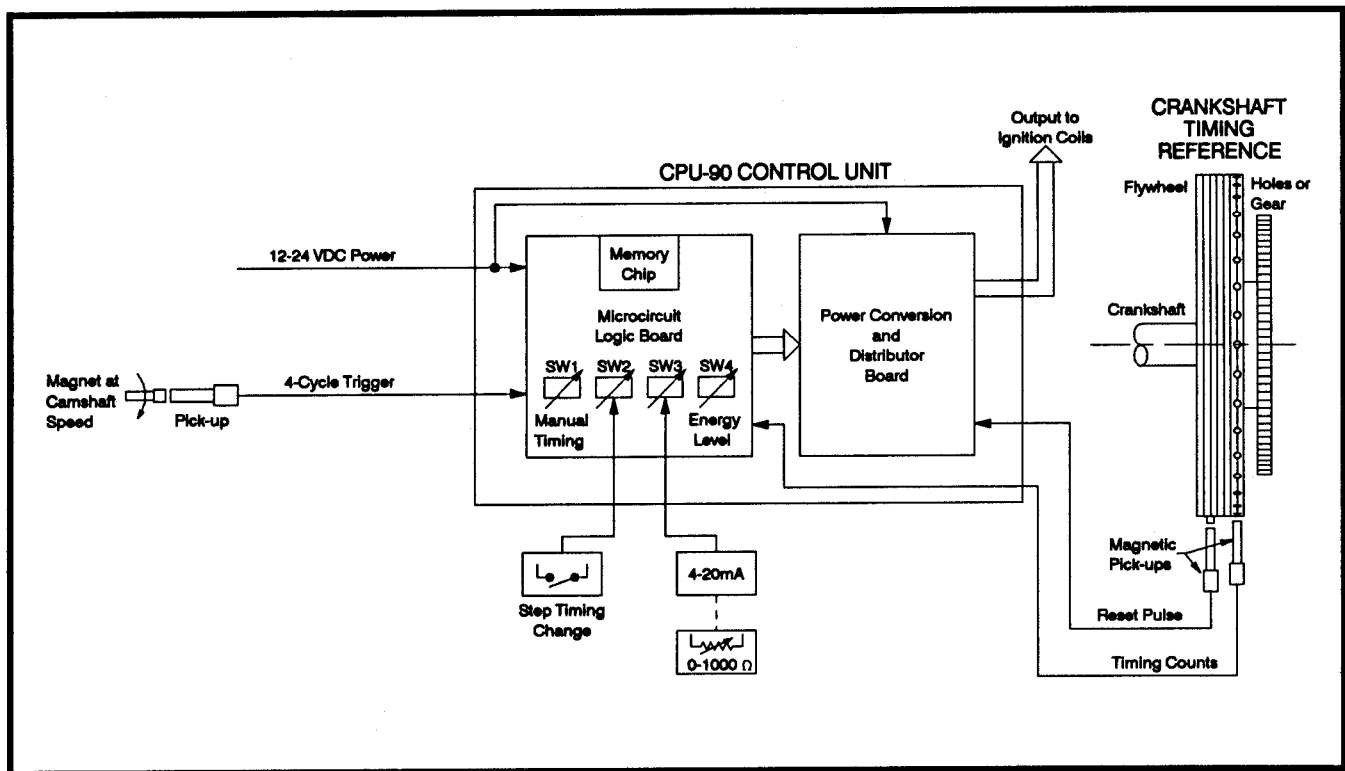 Output to
Ignition Coils
CRANKSHAFT
TIMING
REFERENCE
CPU-90 CONTROL UNIT
Flywheel
Holes or
Gear
12-24 VDC Power
Memory
Chip
Microcircuit
Logic Board
Power Conversion
and
Distributor
Board
Crankshaft
SW1
SW2
SW3
SW4
Magnet at
Camshaft
Speed
Pick-up
4-Cycle Trigger
Manual
Timing
Energy
Level
Magnetic
Pick-ups
4-20mA
Step Timing
Change
0-1000 Ω
Reset Pulse
Timing Counts